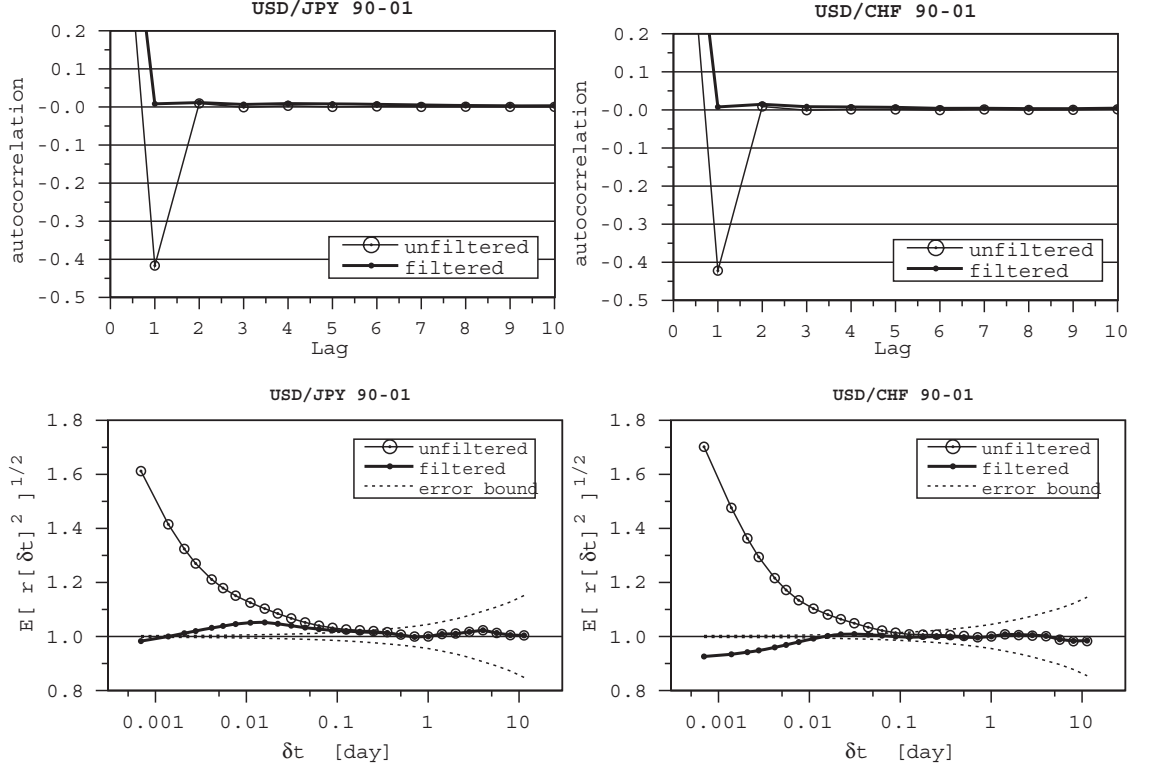 USD/JPY 90-01
autocorrelation
0.2
0.1
-0.0
-0.1
-0.2
-0.3
-0.4
-0.5
unfiltered
filtered
0 1 2 3 4 5 6 7 8 9 10
Lag
USD/CHF 90-01
autocorrelation
0.2
0.1
-0.0
-0.1
-0.2
-0.3
-0.4
-0.5
unfiltered
filtered
0 1 2 3 4 5 6 7 8 9 10
Lag
USD/JPY 90-01
E[ r[δt]² ]¹/²
1.8
1.6
1.4
1.2
1.0
0.8
unfiltered
filtered
error bound
0.001 0.01 0.1 1 10
δt [day]
USD/CHF 90-01
E[ r[δt]² ]¹/²
1.8
1.6
1.4
1.2
1.0
0.8
unfiltered
filtered
error bound
0.001 0.01 0.1 1 10
δt [day]